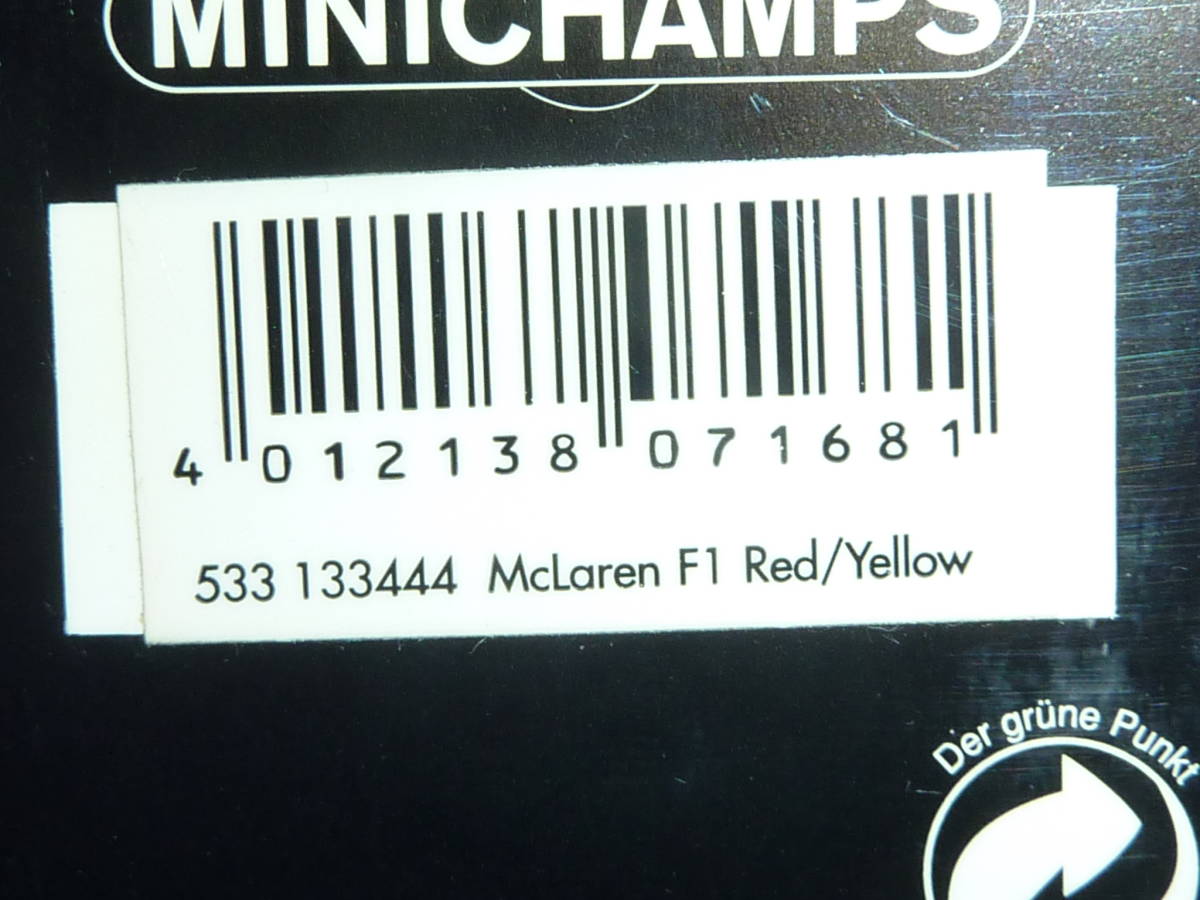 MINICHAMPS
4 012138 071681
533 133444 McLaren F1 Red/Yellow
Der grüne Punkt